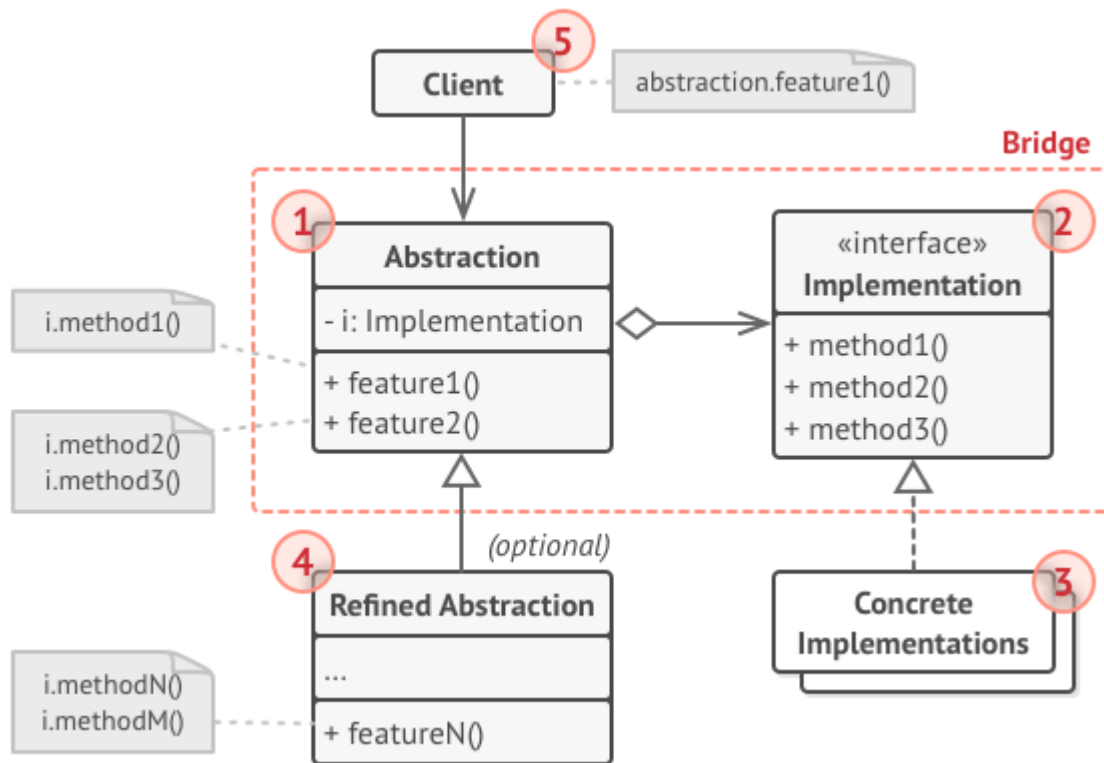 5
Client
abstraction.feature1()
Bridge
1
Abstraction
- i: Implementation
+ feature1()
+ feature2()
i.method1()
i.method2()
i.method3()
2
«interface»
Implementation
+ method1()
+ method2()
+ method3()
(optional)
4
Refined Abstraction
...
+ featureN()
i.methodN()
i.methodM()
3
Concrete
Implementations